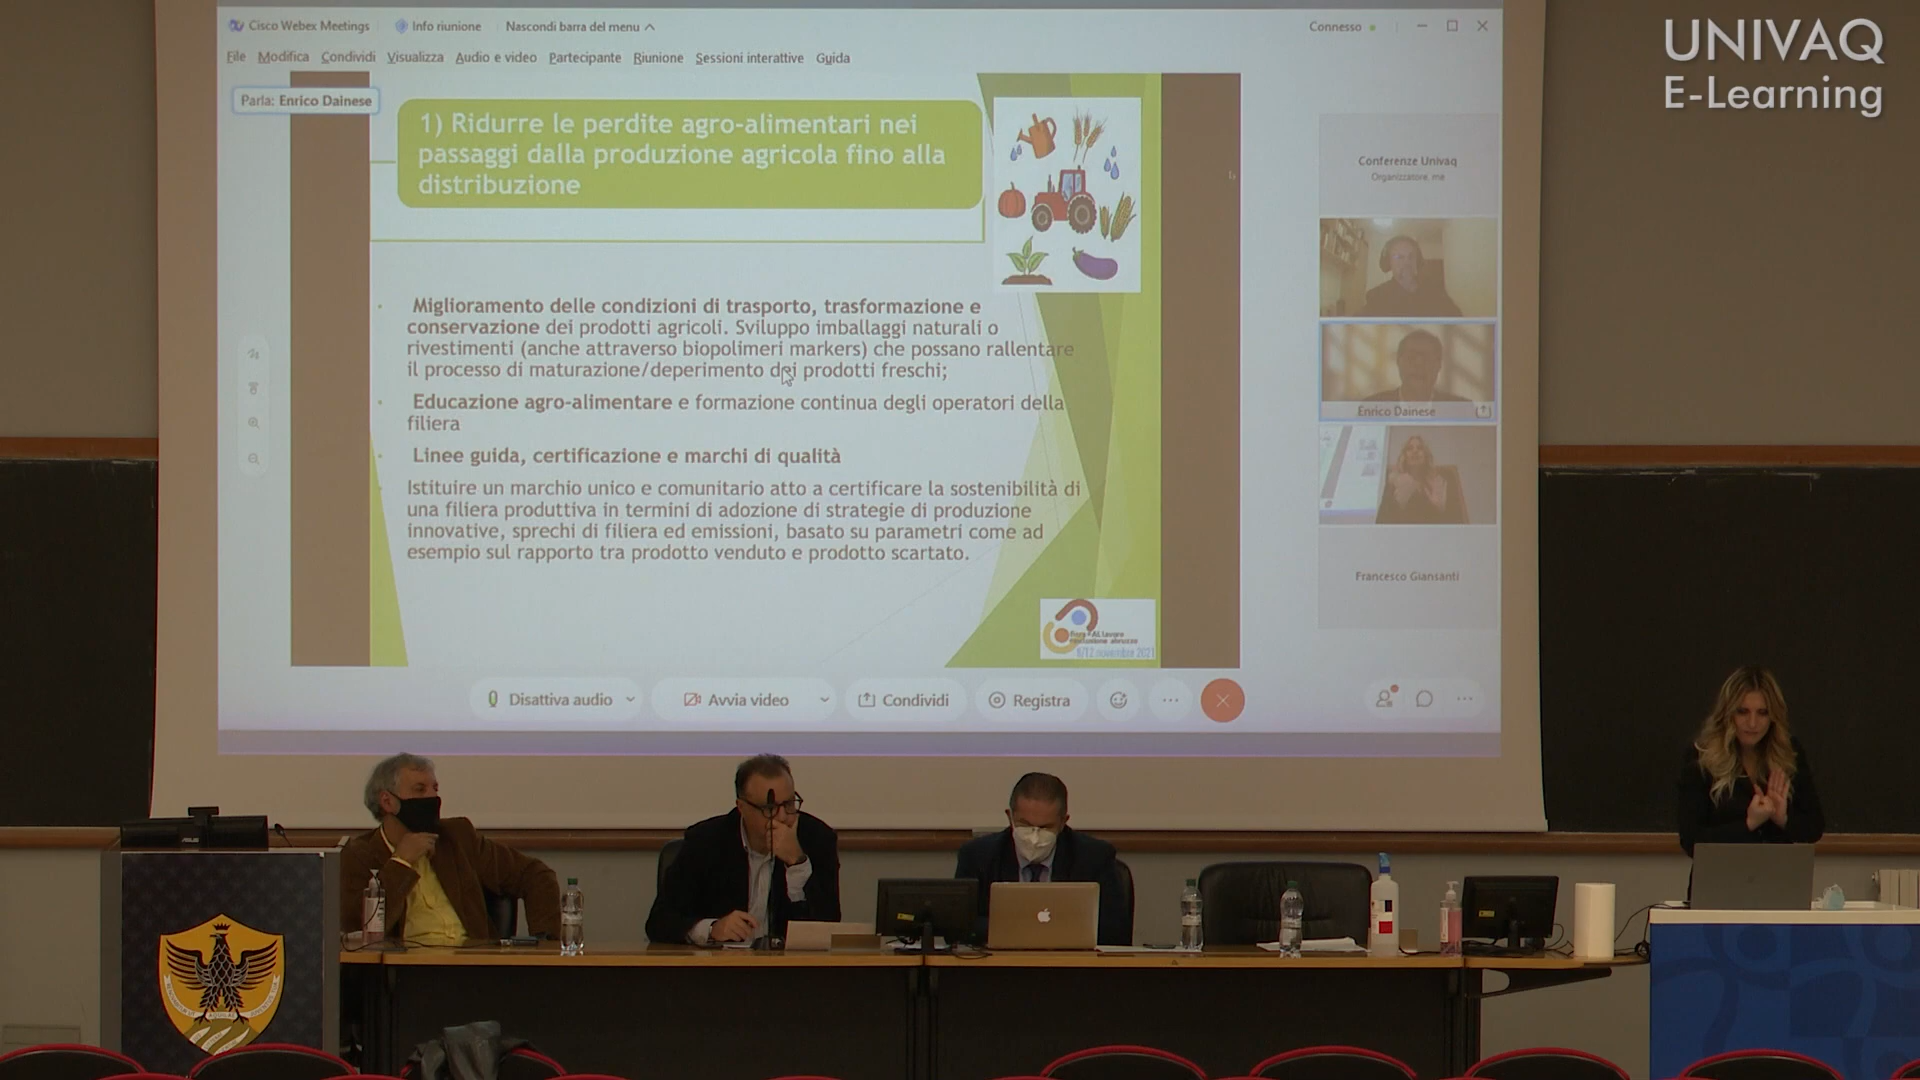 UNIVAQ
E-Learning
Cisco Webex Meetings
Info riunione
Nascondi barra del menu
Connesso
File Modifica Condividi Visualizza Audio e video Partecipante Riunione Sessioni interattive Guida
Parla: Enrico Dainese
1) Ridurre le perdite agro-alimentari nei
passaggi dalla produzione agricola fino alla
distribuzione
Miglioramento delle condizioni di trasporto, trasformazione e
conservazione dei prodotti agricoli. Sviluppo imballaggi naturali o
rivestimenti (anche attraverso biopolimeri markers) che possano rallentare
il processo di maturazione/deperimento dei prodotti freschi;
Educazione agro-alimentare e formazione continua degli operatori della
filiera
Linee guida, certificazione e marchi di qualità
Istituire un marchio unico e comunitario atto a certificare la sostenibilità di
una filiera produttiva in termini di adozione di strategie di produzione
innovative, sprechi di filiera ed emissioni, basato su parametri come ad
esempio sul rapporto tra prodotto venduto e prodotto scartato.
Conferenze Univaq
Organizzatore, me
Enrico Dainese
Francesco Giansanti
Disattiva audio
Avvia video
Condividi
Registra